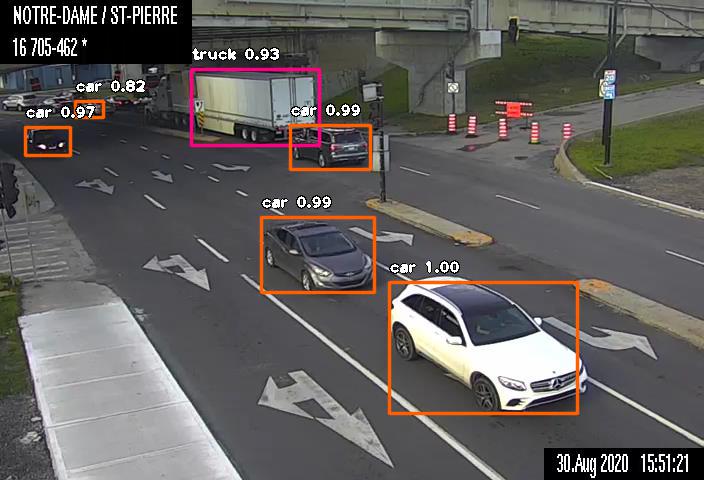 NOTRE-DAME / ST-PIERRE
16 705-462 *
truck 0.93
car 0.82
car 0.97
car 0.99
car 0.99
car 1.00
30.Aug 2020 15:51:21